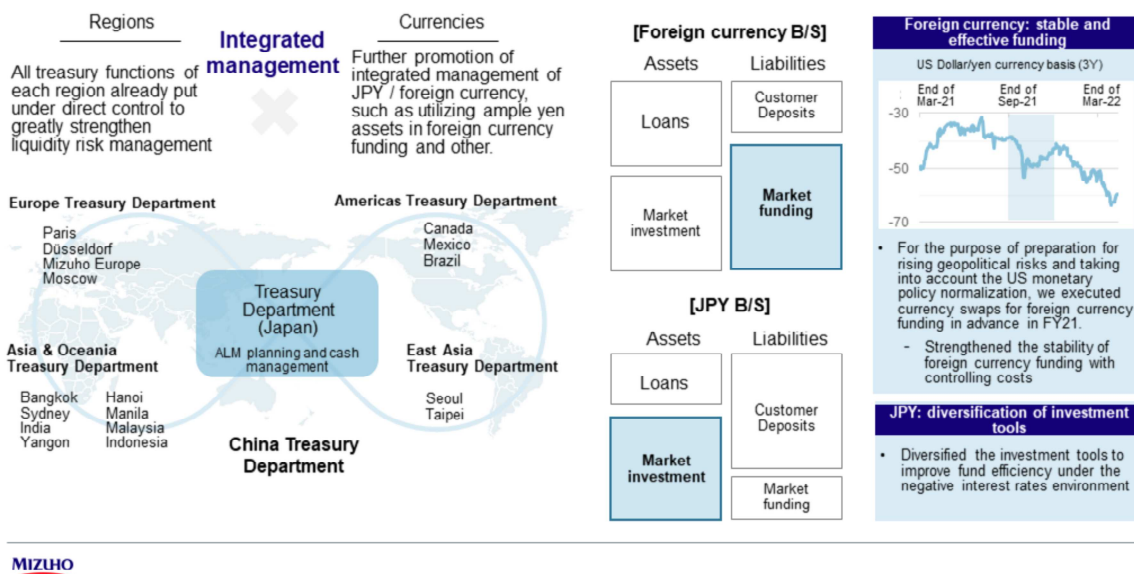 Regions
Integrated
management
Currencies
All treasury functions of
each region already put
under direct control to
greatly strengthen
liquidity risk management
Further promotion of
integrated management of
JPY / foreign currency,
such as utilizing ample yen
assets in foreign currency
funding and other.
Europe Treasury Department
Paris
Düsseldorf
Mizuho Europe
Moscow
Americas Treasury Department
Canada
Mexico
Brazil
Treasury
Department
(Japan)
ALM planning and cash
management
Asia & Oceania
Treasury Department
Bangkok Hanoi
Sydney Manila
India Malaysia
Yangon Indonesia
East Asia
Treasury Department
Seoul
Taipei
China Treasury
Department
[Foreign currency B/S]
Assets Liabilities
Loans
Customer
Deposits
Market
investment
Market
funding
[JPY B/S]
Assets Liabilities
Loans
Customer
Deposits
Market
investment
Market
funding
Foreign currency: stable and
effective funding
US Dollar/yen currency basis (3Y)
End of End of End of
Mar-21 Sep-21 Mar-22
-30
-50
-70
• For the purpose of preparation for
rising geopolitical risks and taking
into account the US monetary
policy normalization, we executed
currency swaps for foreign currency
funding in advance in FY21.
- Strengthened the stability of
foreign currency funding with
controlling costs
JPY: diversification of investment
tools
• Diversified the investment tools to
improve fund efficiency under the
negative interest rates environment
MIZUHO